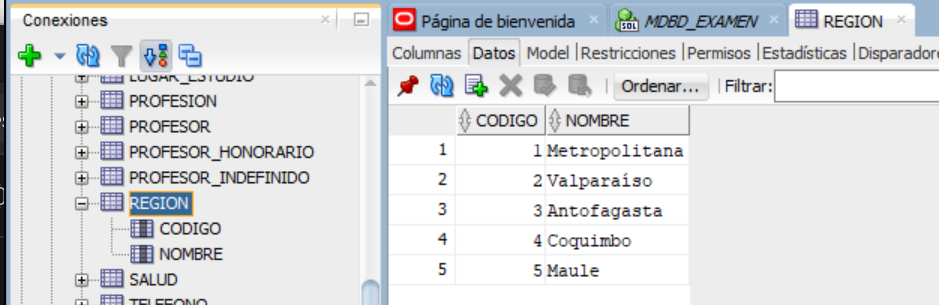 Conexiones
Página de bienvenida
MDBD_EXAMEN
REGION
Columnas Datos Model Restricciones Permisos Estadísticas
Ordenar... Filtrar:
LUGAR_ESTUDIO
PROFESION
PROFESOR
PROFESOR_HONORARIO
PROFESOR_INDEFINIDO
REGION
CODIGO
NOMBRE
SALUD
TELEFONO
CODIGO NOMBRE
1 1 Metropolitana
2 2 Valparaíso
3 3 Antofagasta
4 4 Coquimbo
5 5 Maule